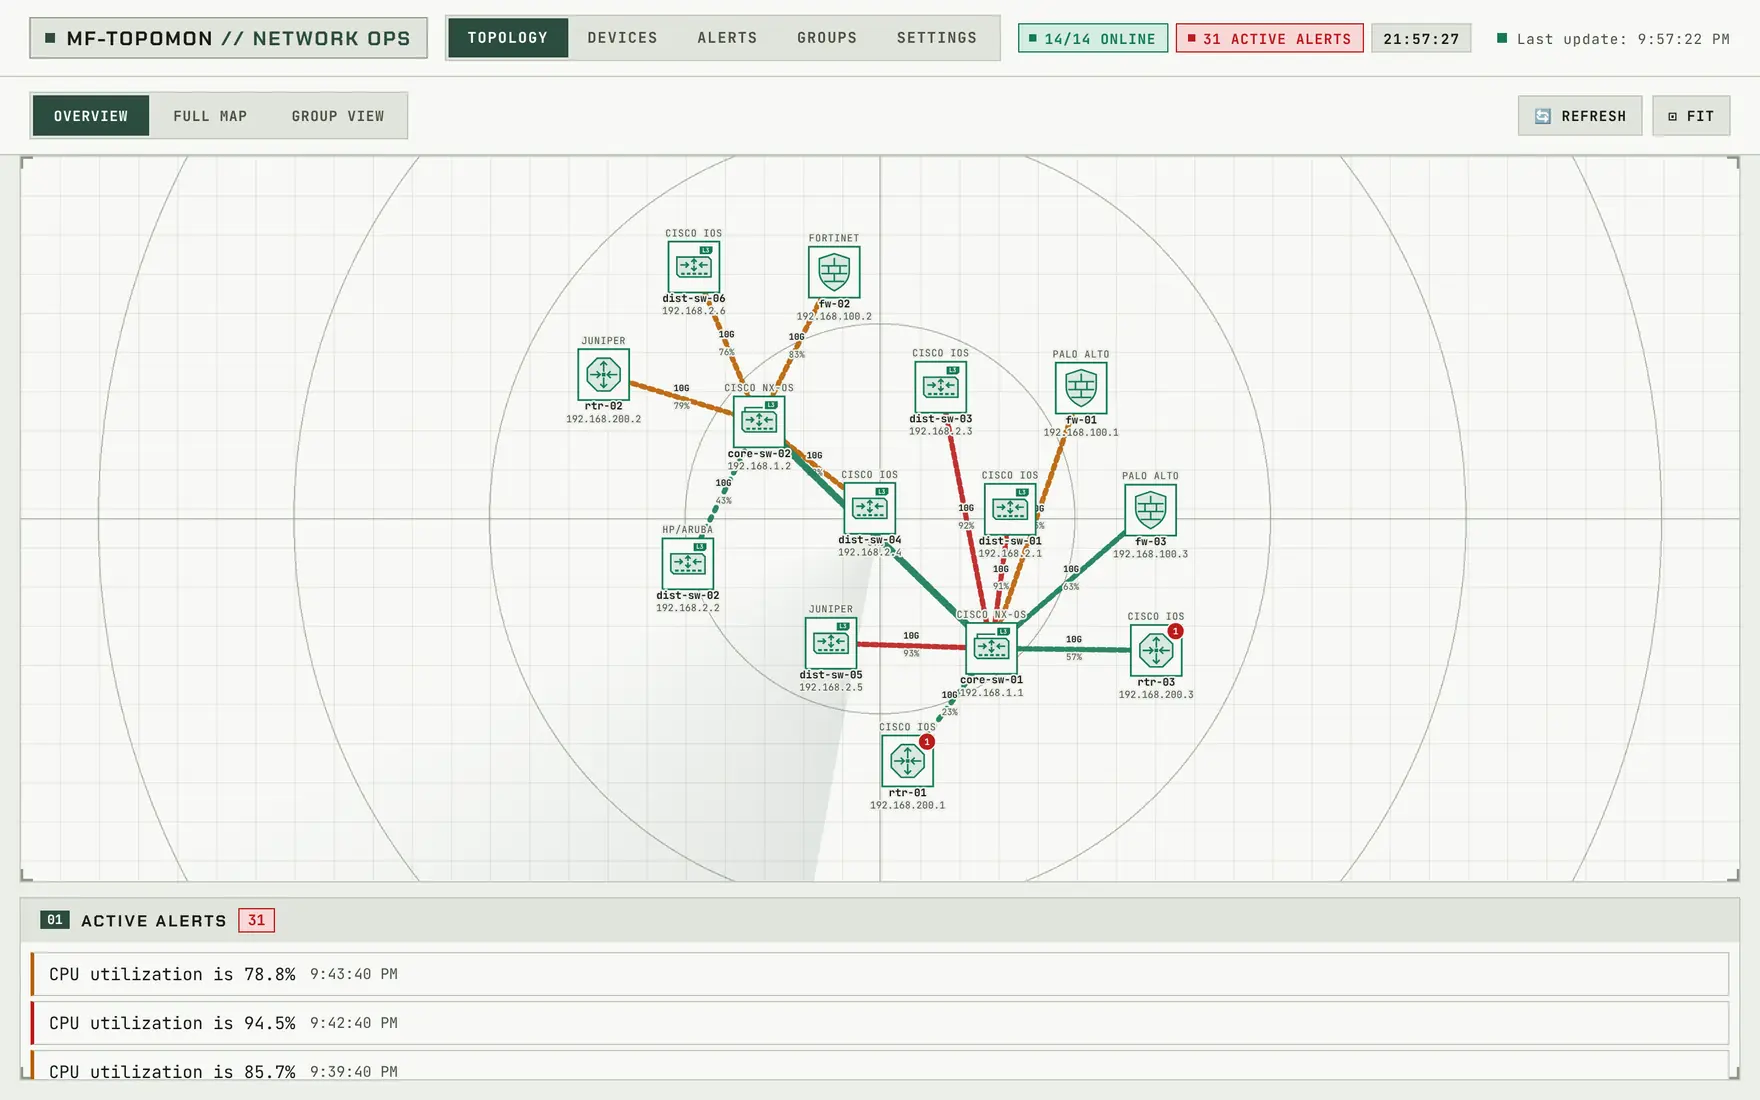 MF-TOPOMON // NETWORK OPS
TOPOLOGY DEVICES ALERTS GROUPS SETTINGS
14/14 ONLINE
31 ACTIVE ALERTS
21:57:27
Last update: 9:57:22 PM
OVERVIEW FULL MAP GROUP VIEW
REFRESH
FIT
CISCO IOS
L3
dist-sw-06
192.168.2.6
FORTINET
fw-02
192.168.100.2
10G
76%
10G
83%
JUNIPER
rtr-02
192.168.200.2
10G
79%
CISCO NX-OS
L3
core-sw-02
192.168.1.2
CISCO IOS
L3
dist-sw-03
192.168.2.3
PALO ALTO
fw-01
192.168.100.1
10G
10G
43%
CISCO IOS
L3
dist-sw-04
192.168.2.4
10G
92%
CISCO IOS
L3
dist-sw-01
192.168.2.1
PALO ALTO
fw-03
192.168.100.3
HP/ARUBA
L3
dist-sw-02
192.168.2.2
10G
91%
10G
63%
JUNIPER
L3
dist-sw-05
192.168.2.5
10G
93%
CISCO NX-OS
L3
core-sw-01
192.168.1.1
10G
57%
CISCO IOS
1
rtr-03
192.168.200.3
10G
23%
CISCO IOS
1
rtr-01
192.168.200.1
01 ACTIVE ALERTS 31
CPU utilization is 78.8% 9:43:40 PM
CPU utilization is 94.5% 9:42:40 PM
CPU utilization is 85.7% 9:39:40 PM